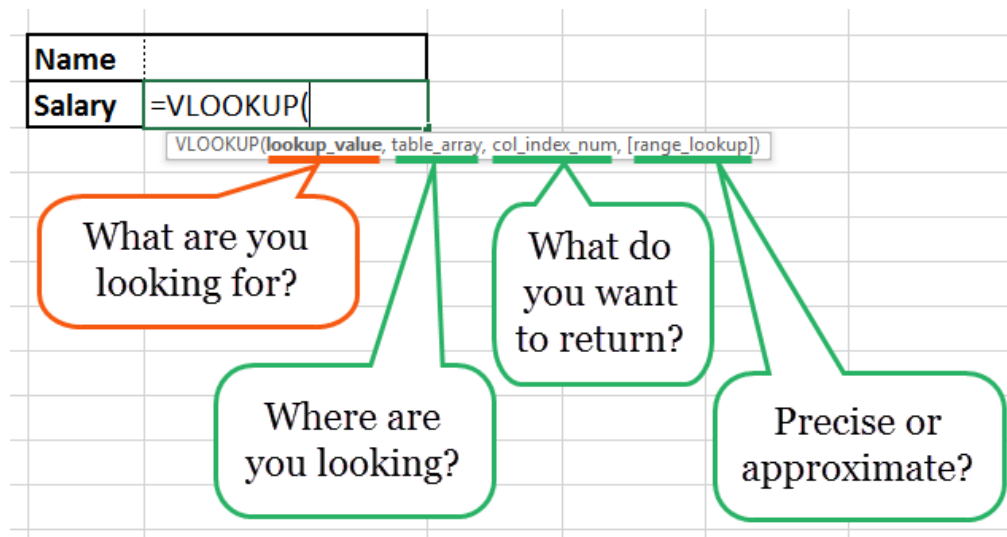 Name
Salary =VLOOKUP(
VLOOKUP(lookup_value, table_array, col_index_num, [range_lookup])
What are you
looking for?
What do
you want
to return?
Where are
you looking?
Precise or
approximate?